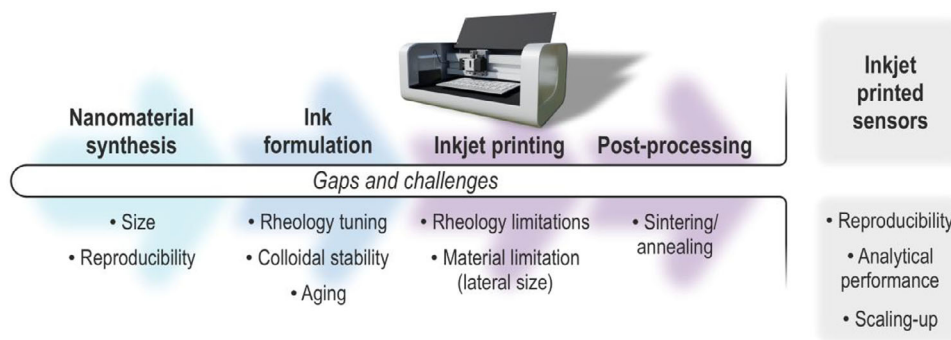 Nanomaterial
synthesis
Ink
formulation
Inkjet printing
Post-processing
Inkjet
printed
sensors
Gaps and challenges
• Size
• Reproducibility
• Rheology tuning
• Colloidal stability
• Aging
• Rheology limitations
• Material limitation
(lateral size)
• Sintering/
annealing
• Reproducibility
• Analytical
performance
• Scaling-up